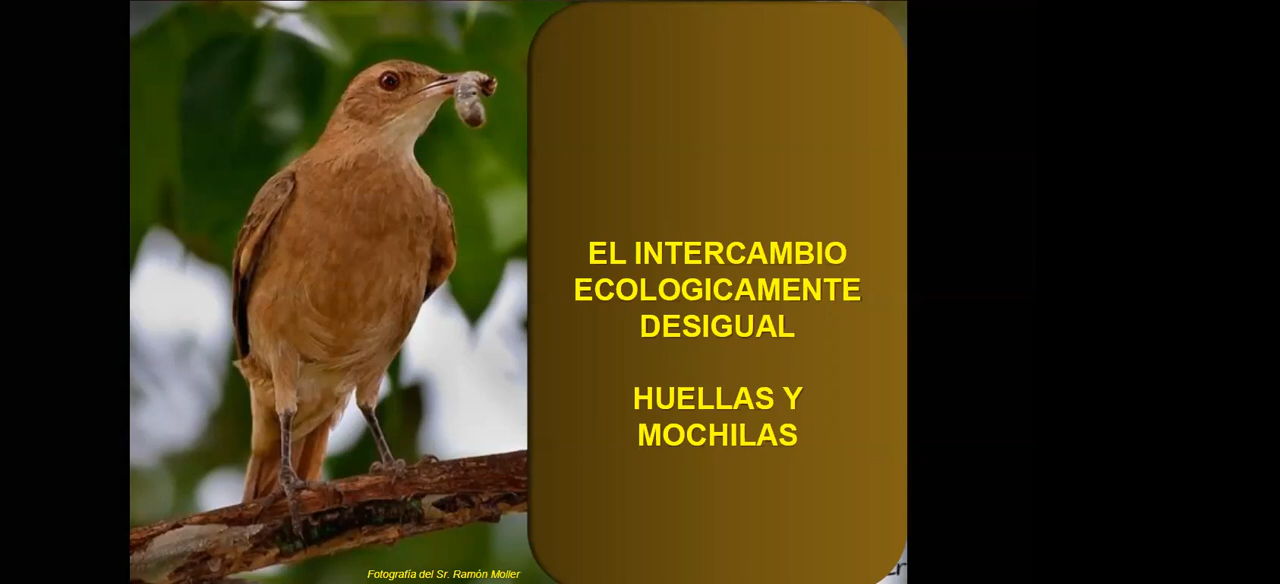 EL INTERCAMBIO
ECOLOGICAMENTE
DESIGUAL
HUELLAS Y
MOCHILAS
Fotografía del Sr. Ramón Moller